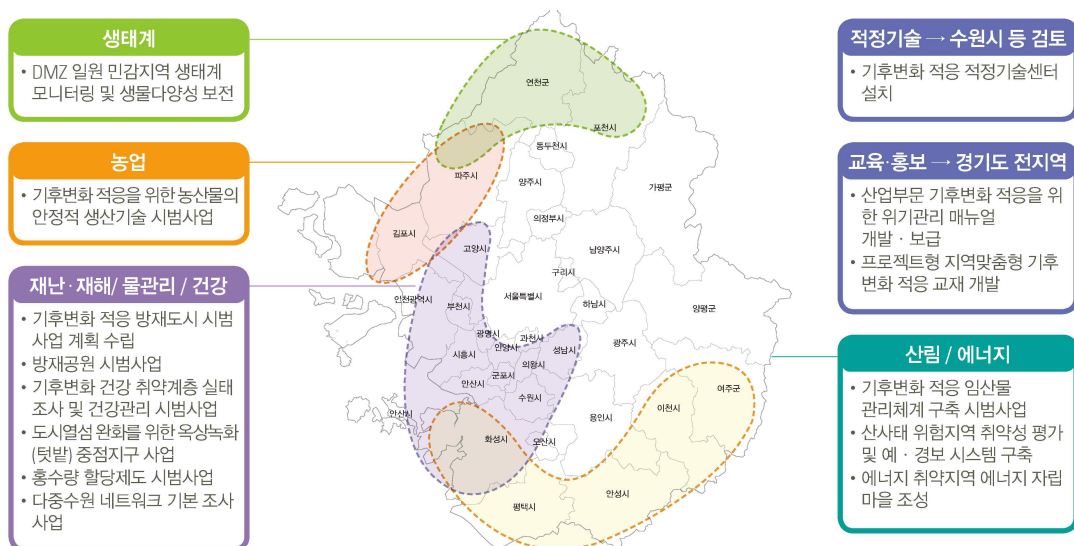 생태계
• DMZ 일원 민감지역 생태계
모니터링 및 생물다양성 보전
농업
• 기후변화 적응을 위한 농산물의
안정적 생산기술 시범사업
재난·재해/ 물관리 / 건강
• 기후변화 적응 방재도시 시범
사업 계획 수립
• 방재공원 시범사업
• 기후변화 건강 취약계층 실태
조사 및 건강관리 시범사업
• 도시열섬 완화를 위한 옥상녹화
(텃밭) 중점지구 사업
• 홍수량 할당제도 시범사업
• 다중수원 네트워크 기본 조사
사업
연천군
포천시
동두천시
파주시
양주시
가평군
의정부시
김포시
고양시
남양주시
구리시
인천광역시
부천시
서울특별시
하남시
양평군
광명시
과천시
광주시
시흥시
안양시
성남시
의왕시
군포시
안산시
수원시
여주군
이천시
안산시
용인시
화성시
오산시
안성시
평택시
적정기술 → 수원시 등 검토
• 기후변화 적응 적정기술센터
설치
교육·홍보 → 경기도 전지역
• 산업부문 기후변화 적응을 위
한 위기관리 매뉴얼
개발 · 보급
• 프로젝트형 지역맞춤형 기후
변화 적응 교재 개발
산림 / 에너지
• 기후변화 적응 임산물
관리체계 구축 시범사업
• 산사태 위험지역 취약성 평가
및 예 · 경보 시스템 구축
• 에너지 취약지역 에너지 자립
마을 조성